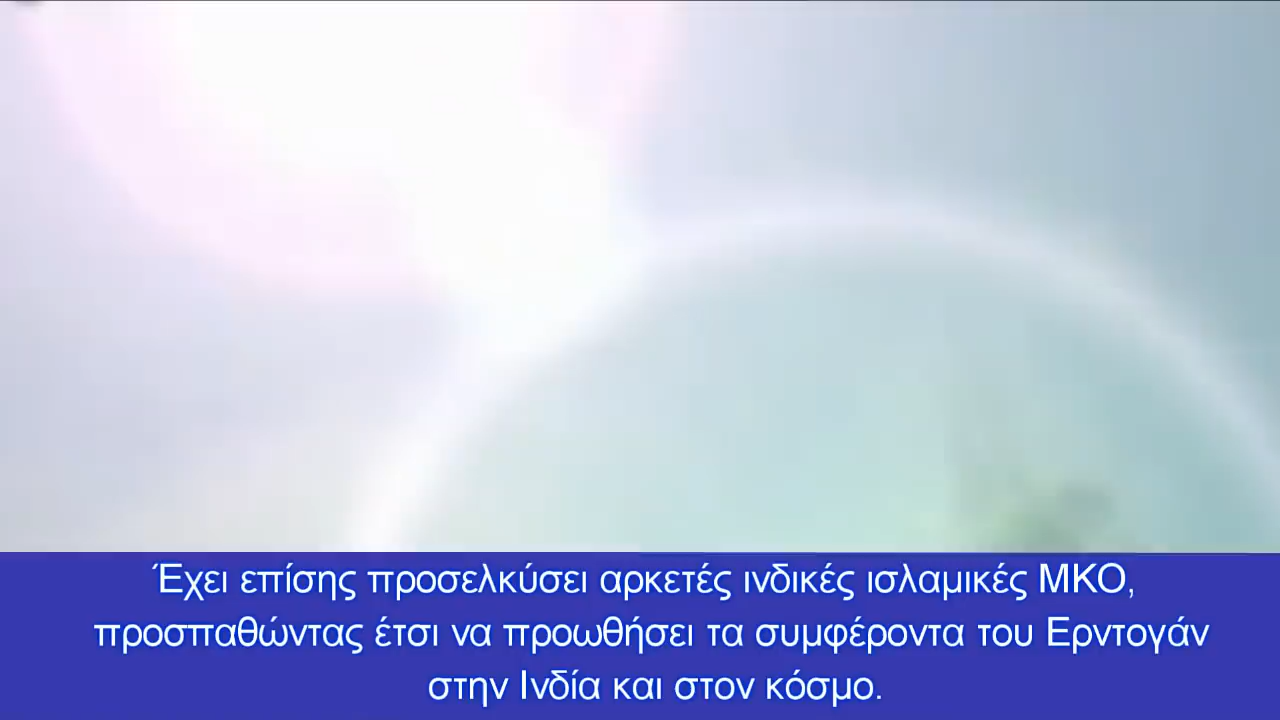 Έχει επίσης προσελκύσει αρκετές ινδικές ισλαμικές ΜΚΟ,
προσπαθώντας έτσι να προωθήσει τα συμφέροντα του Ερντογάν
στην Ινδία και στον κόσμο.